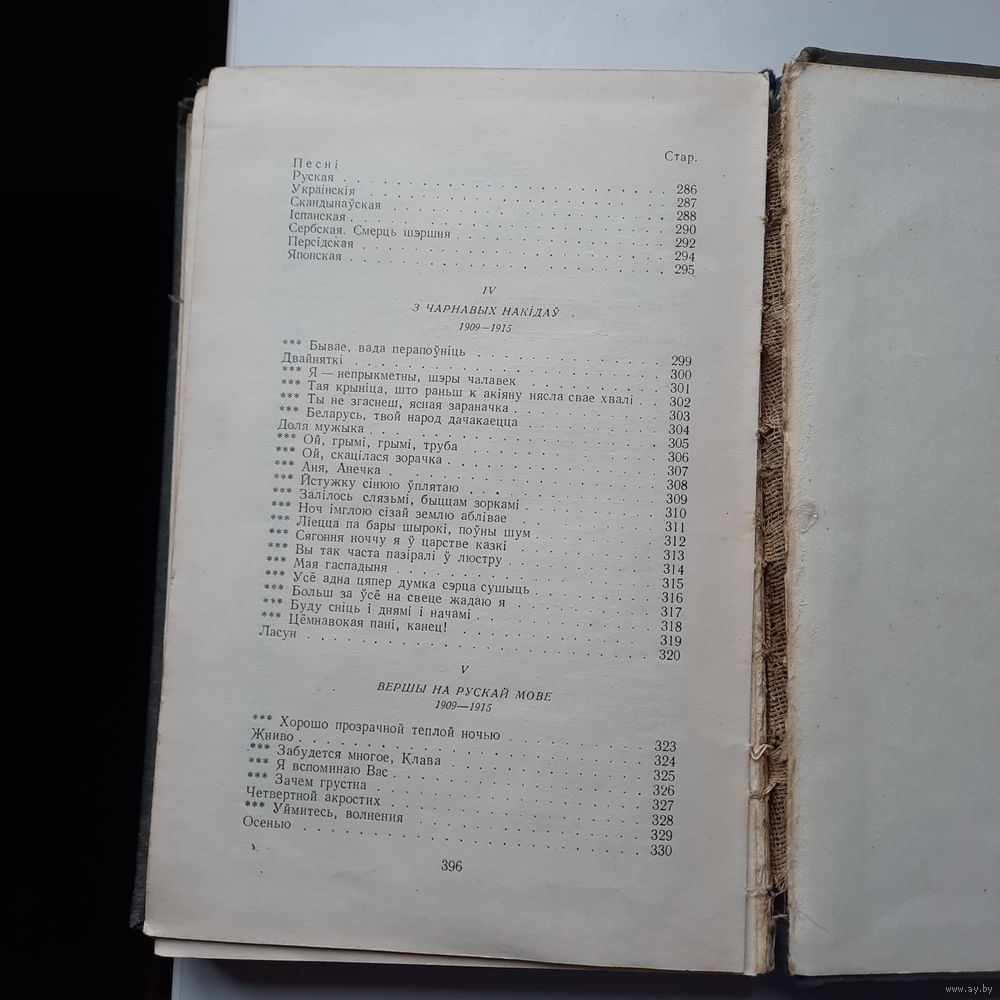 Стар.
Песні
Руская 286
Украінскія 287
Скандынаўская 288
Іспанская 290
Сербская. Смерць шэршня 292
Персідская 294
Японская 295
IV
З ЧАРНАВЫХ НАКІДАЎ
1909—1915
*** Бывае, вада перапоўніць 299
Двайняткі 300
*** Я — непрыкметны, шэры чалавек 301
*** Тая крыніца, што раньш к акіяну нясла свае хвалі 302
*** Ты не згаснеш, ясная зараначка 303
*** Беларусь, твой народ дачакаецца 304
Доля мужыка 305
*** Ой, грымі, грымі, труба 306
*** Ой, скацілася зорачка 307
*** Аня, Анечка 308
*** Йстужку сінюю ўплятаю 309
*** Залілось слязьмі, быццам зоркамі 310
*** Ноч імглою сізай землю аблівае 311
*** Ліецца па бары шырокі, поўны шум 312
*** Сягоння ноччу я ў царстве казкі 313
*** Вы так часта пазіралі ў люстру 314
*** Мая гаспадыня 315
*** Усё адна цяпер думка сэрца сушыць 316
*** Больш за ўсё на свеце жадаю я 317
*** Буду сніць і днямі і начамі 318
*** Цёмнавокая пані, канец! 319
Ласун 320
V
ВЕРШЫ НА РУСКАЙ МОВЕ
1909—1915
*** Хорошо прозрачной теплой ночью 323
Жниво 324
*** Забудется многое, Клава 325
*** Я вспоминаю Вас 326
*** Зачем грустна 327
Четвертной акростих 328
*** Уймитесь, волнения 329
Осенью 330
396
www.ay.by